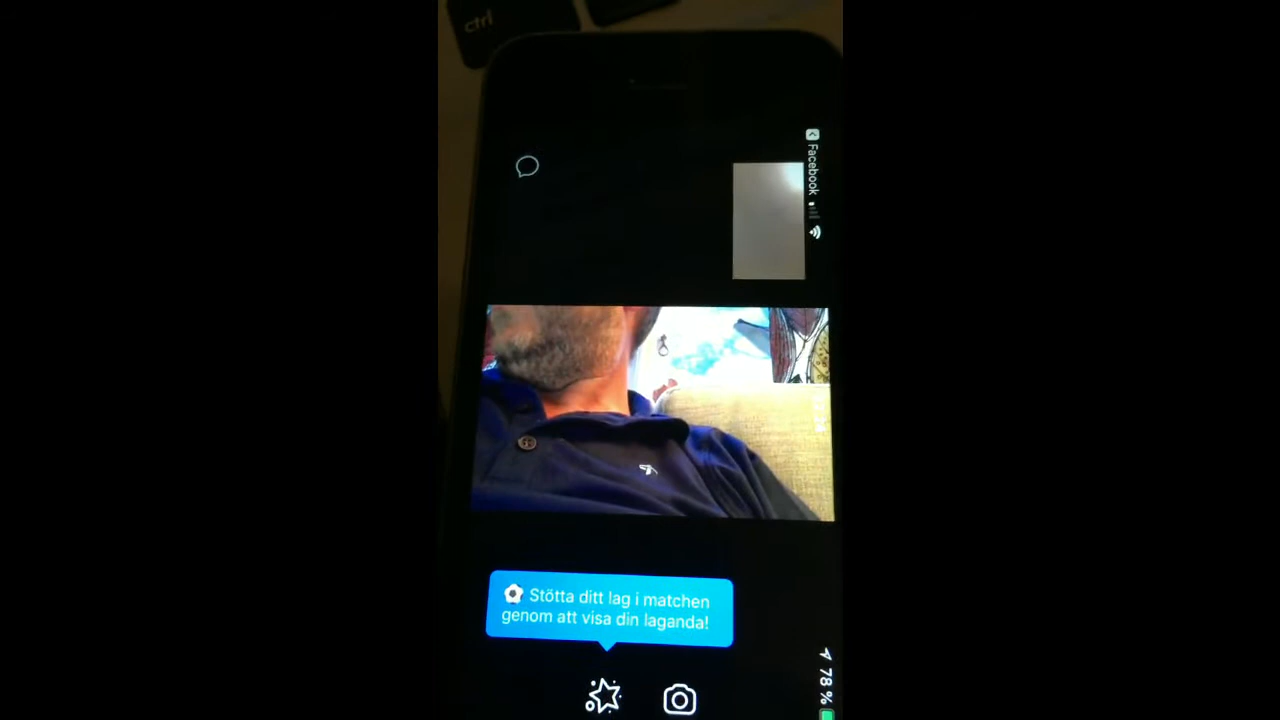 ctrl
Facebook
Stötta ditt lag i matchen
genom att visa din laganda!
78 %